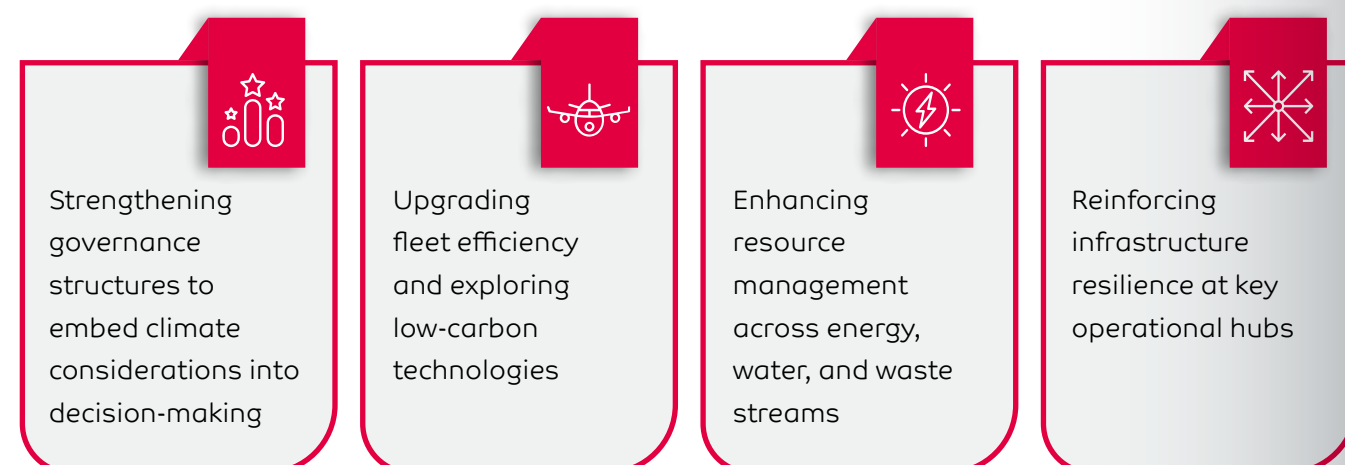 Strengthening
governance
structures to
embed climate
considerations into
decision-making
Upgrading
fleet efficiency
and exploring
low-carbon
technologies
Enhancing
resource
management
across energy,
water, and waste
streams
Reinforcing
infrastructure
resilience at key
operational hubs